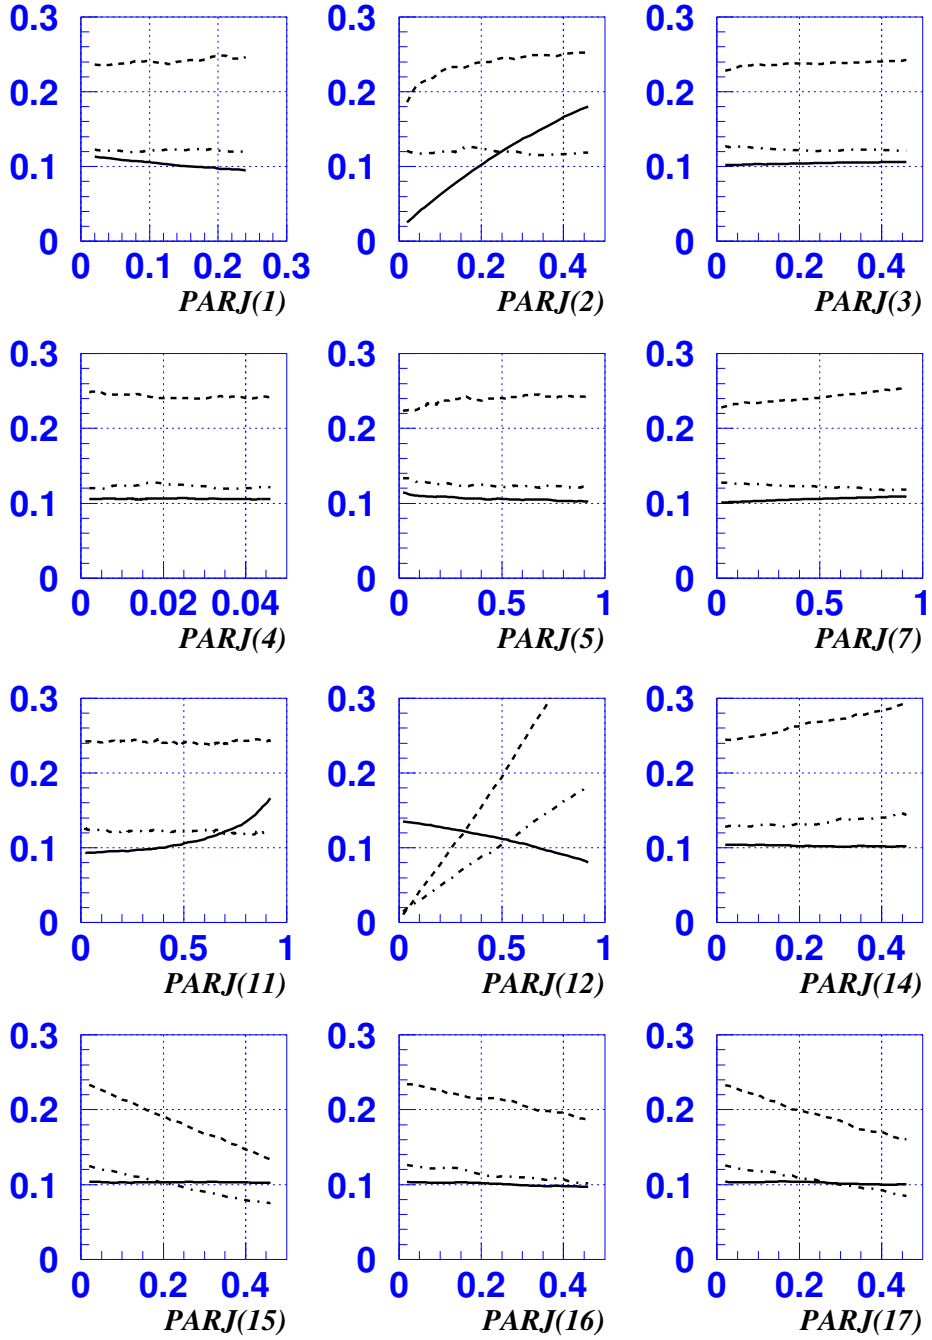 0.3 0.3 0.3
0.2 0.2 0.2
0.1 0.1 0.1
0 0 0
0 0.1 0.2 0.3 0 0.2 0.4 0 0.2 0.4
PARJ(1) PARJ(2) PARJ(3)
0.3 0.3 0.3
0.2 0.2 0.2
0.1 0.1 0.1
0 0 0
0 0.02 0.04 0 0.5 1 0 0.5 1
PARJ(4) PARJ(5) PARJ(7)
0.3 0.3 0.3
0.2 0.2 0.2
0.1 0.1 0.1
0 0 0
0 0.5 1 0 0.5 1 0 0.2 0.4
PARJ(11) PARJ(12) PARJ(14)
0.3 0.3 0.3
0.2 0.2 0.2
0.1 0.1 0.1
0 0 0
0 0.2 0.4 0 0.2 0.4 0 0.2 0.4
PARJ(15) PARJ(16) PARJ(17)